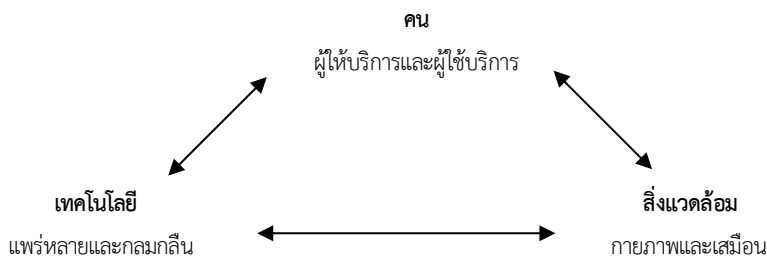 คน
ผู้ให้บริการและผู้ใช้บริการ
เทคโนโลยี
แพร่หลายและกลมกลืน
สิ่งแวดล้อม
กายภาพและเสมือน